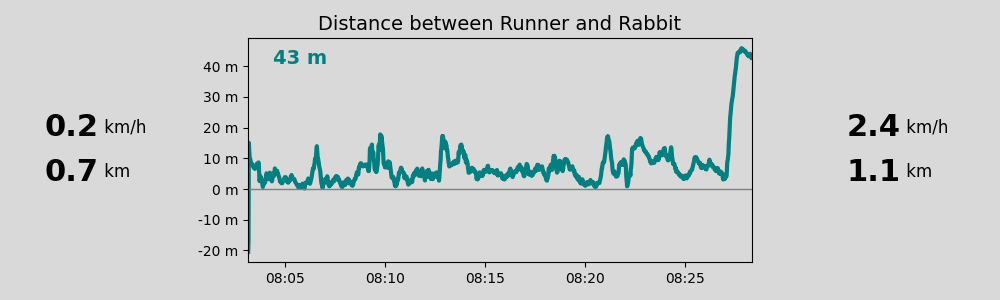 Distance between Runner and Rabbit
43 m
40 m
30 m
20 m
10 m
0 m
-10 m
-20 m
08:05 08:10 08:15 08:20 08:25
0.2 km/h
0.7 km
2.4 km/h
1.1 km